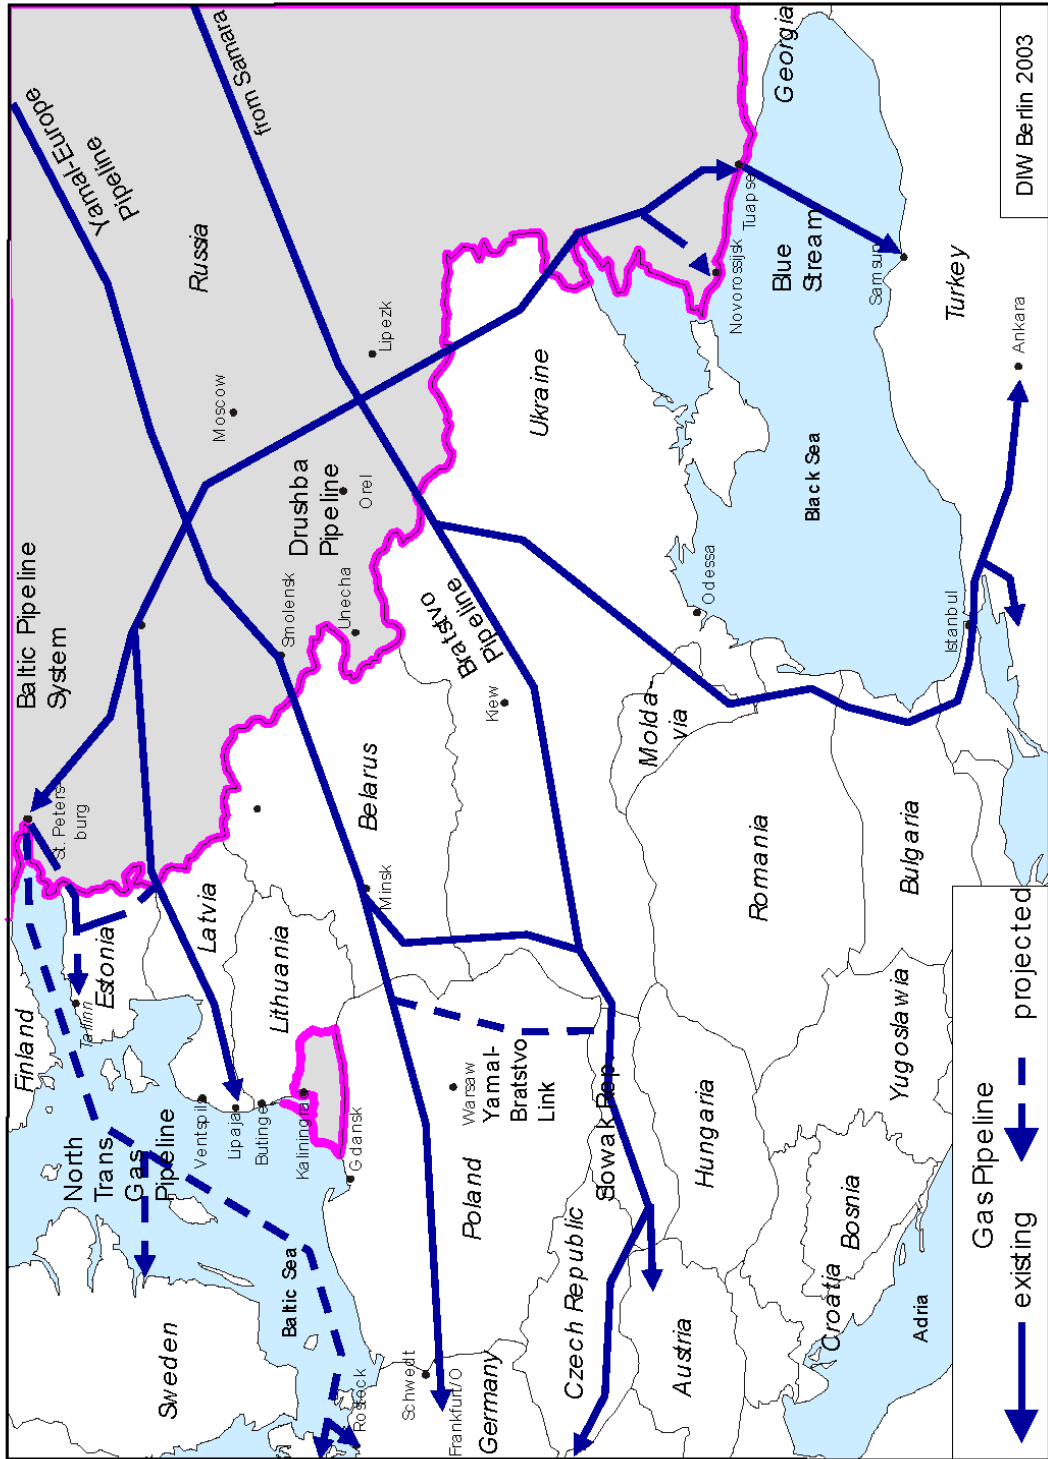 Finland
St. Peters-
burg
Baltic Pipeline
System
Yamal-Europe
Pipeline
North
Trans
Gas
Pipeline
Tallinn
Estonia
Sweden
Ventspils
Lipaja
Butinge
Latvia
Moscow
Russia
from Samara
Baltic Sea
Kaliningrad
Lithuania
Smolensk
Drushba
Pipeline
Unecha
Orel
Lipezk
Gdansk
Minsk
Belarus
Schwedt
Frankfurt/O
Germany
Warsaw
Yamal-
Bratstvo
Link
Poland
Bratstvo
Pipeline
Kiew
Ukraine
Czech Republic
Slowak Rep.
Austria
Hungaria
Molda-
via
Odessa
Novorossijsk
Tuapse
Romania
Black Sea
Blue
Stream
Georgia
Croatia
Bosnia
Yugoslawia
Bulgaria
Samsun
Adria
Istanbul
Turkey
Ankara
Gas Pipeline
existing
projected
DIW Berlin 2003